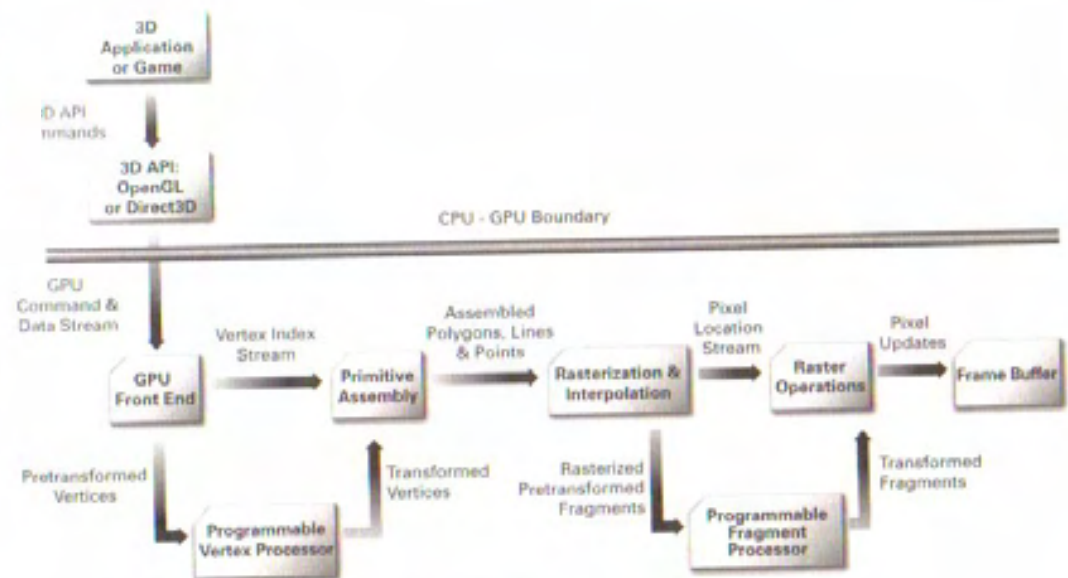 3D
Application
or Game
D API
mmands
3D API:
OpenGL
or Direct3D
CPU - GPU Boundary
GPU
Command &
Data Stream
Vertex Index
Stream
Assembled
Polygons, Lines
& Points
Pixel
Location
Stream
Pixel
Updates
GPU
Front End
Primitive
Assembly
Rasterization &
Interpolation
Raster
Operations
Frame Buffer
Pretransformed
Vertices
Transformed
Vertices
Rasterized
Pretransformed
Fragments
Transformed
Fragments
Programmable
Vertex Processor
Programmable
Fragment
Processor